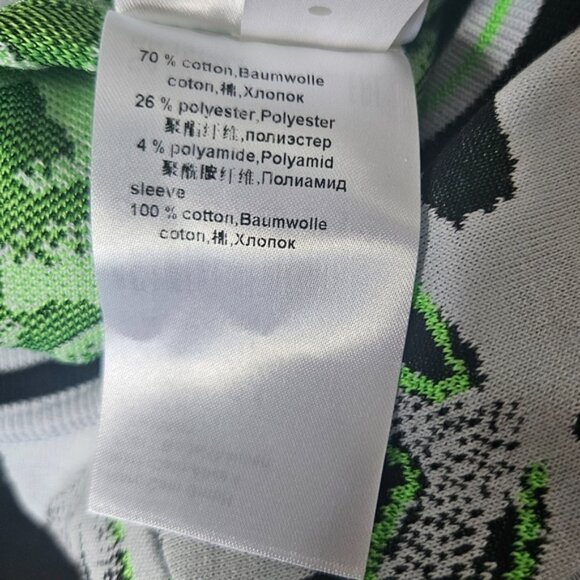 70 % cotton,Baumwolle
coton,棉,Хлопок
26 % polyester,Polyester
聚酯纤维,полиэстер
4 % polyamide,Polyamid
聚酰胺纤维,Полиамид
sleeve
100 % cotton,Baumwolle
coton,棉,Хлопок